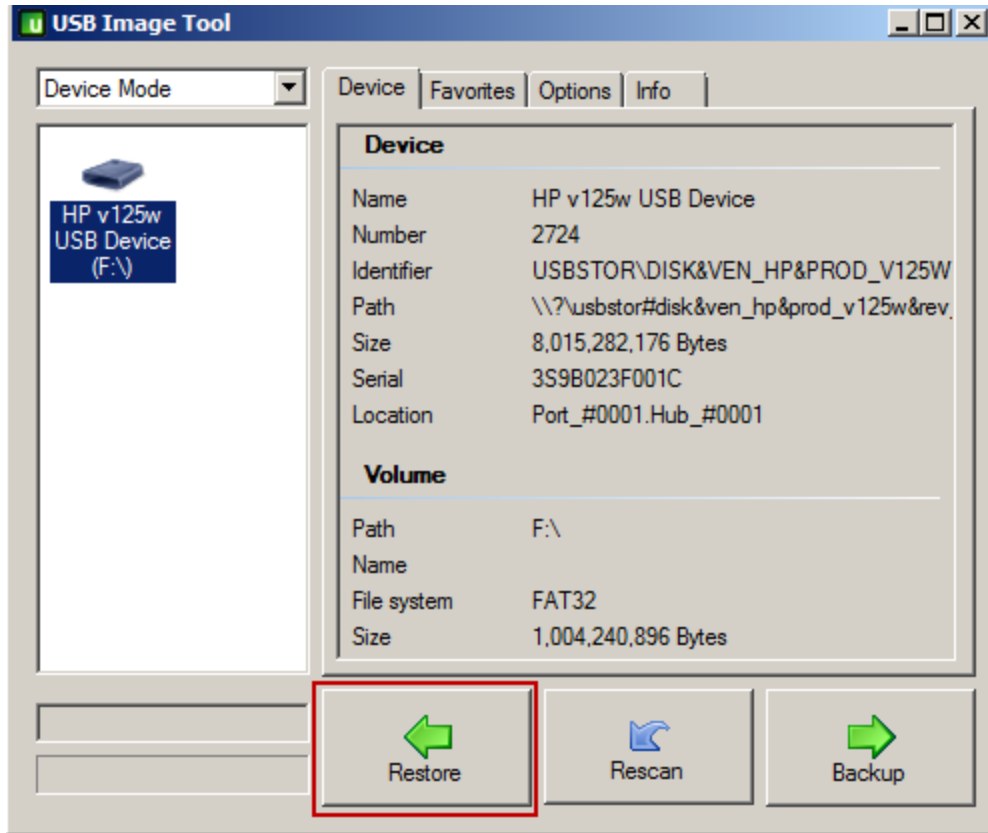 USB Image Tool
Device Mode
Device Favorites Options Info
HP v125w
USB Device
(F:\)
Device
Name HP v125w USB Device
Number 2724
Identifier USBSTOR\DISK&VEN_HP&PROD_V125W
Path \\?\usbstor#disk&ven_hp&prod_v125w&rev_
Size 8,015,282,176 Bytes
Serial 3S9B023F001C
Location Port_#0001.Hub_#0001
Volume
Path F:\
Name
File system FAT32
Size 1,004,240,896 Bytes
Restore Rescan Backup